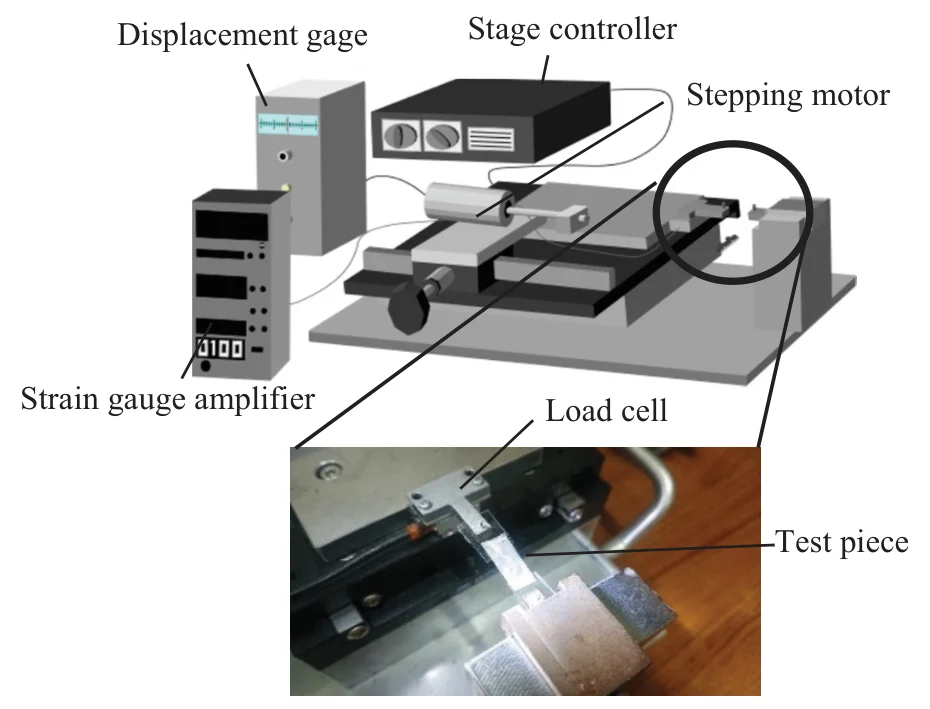 Displacement gage
Stage controller
Stepping motor
0100
Strain gauge amplifier
Load cell
Test piece